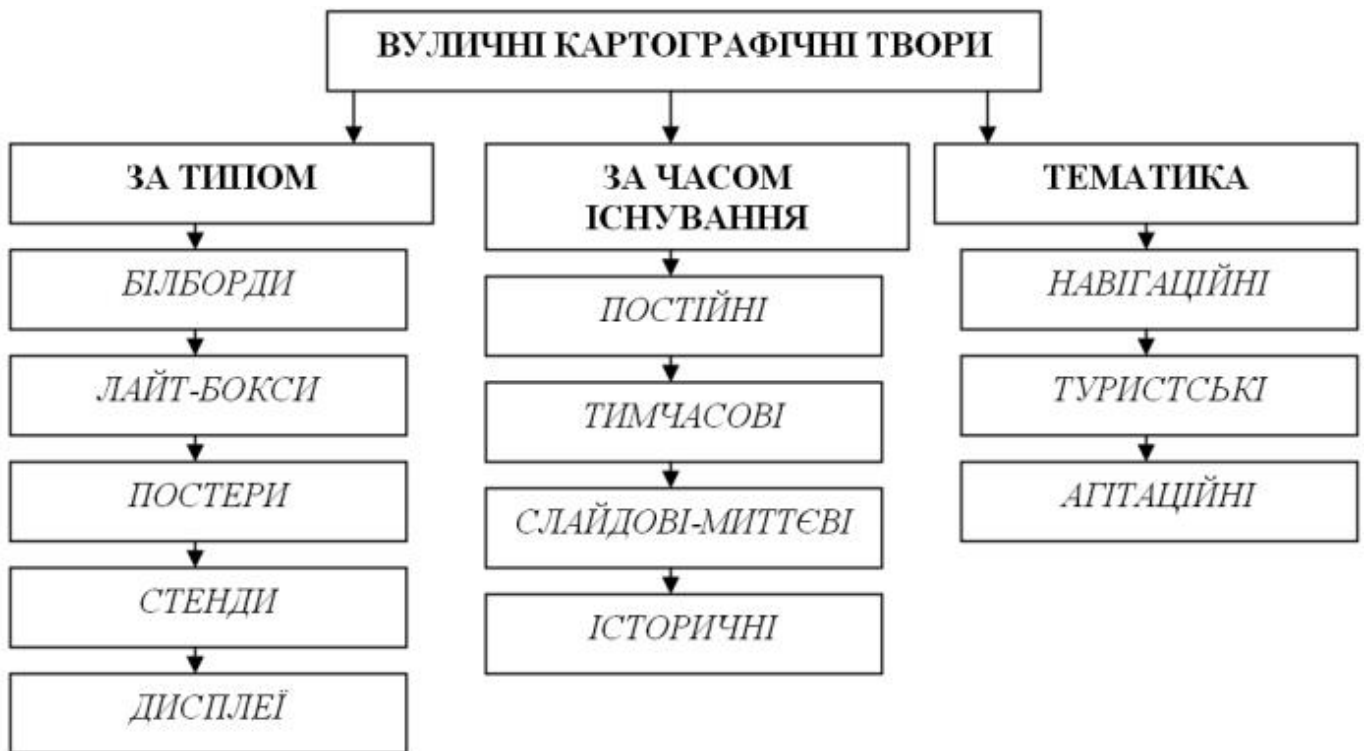 ВУЛИЧНІ КАРТОГРАФІЧНІ ТВОРИ
ЗА ТИПОМ
БІЛБОРДИ
ЛАЙТ-БОКСИ
ПОСТЕРИ
СТЕНДИ
ДИСПЛЕЇ
ЗА ЧАСОМ
ІСНУВАННЯ
ПОСТІЙНІ
ТИМЧАСОВІ
СЛАЙДОВІ-МИТТЄВІ
ІСТОРИЧНІ
ТЕМАТИКА
НАВІГАЦІЙНІ
ТУРИСТСЬКІ
АГІТАЦІЙНІ